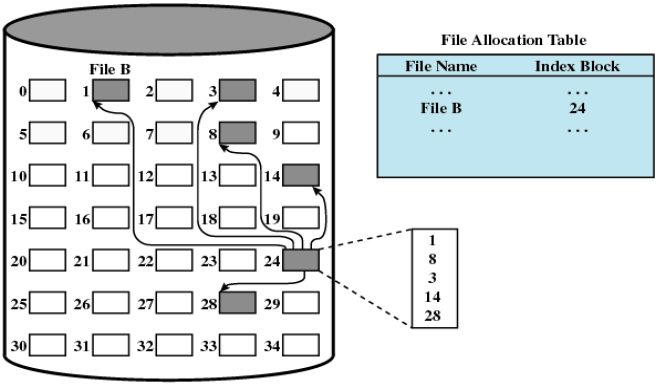 File Allocation Table
File Name Index Block
. . . . . .
File B 24
. . . . . .
File B
0 1 2 3 4
5 6 7 8 9
10 11 12 13 14
15 16 17 18 19
20 21 22 23 24
25 26 27 28 29
30 31 32 33 34
1
8
3
14
28